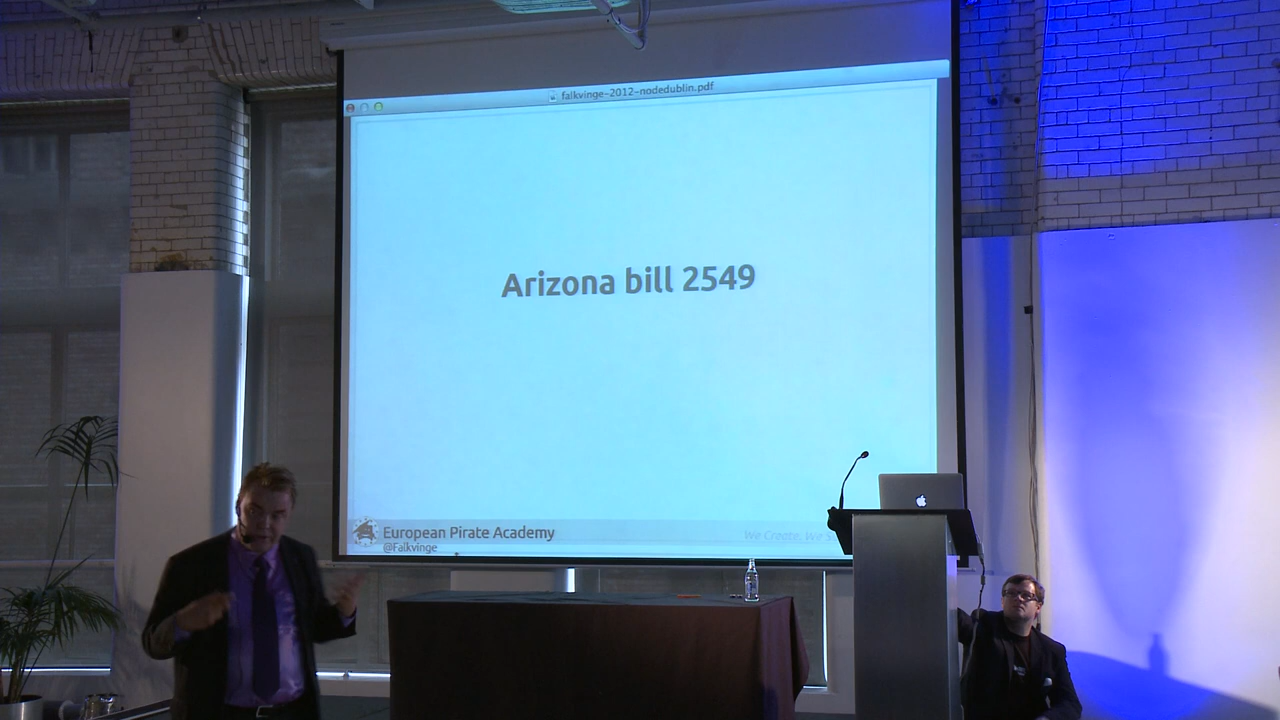 falkvinge-2012-nodedublin.pdf
Arizona bill 2549
European Pirate Academy
@Falkvinge
We Create. We S